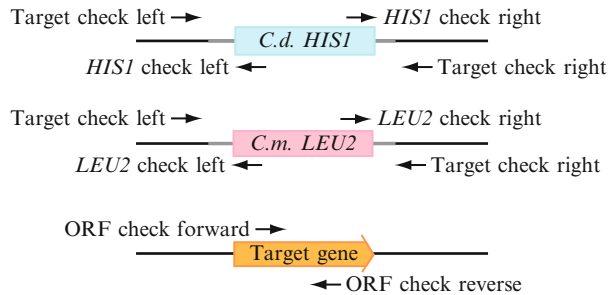 Target check left
HIS1 check right
C.d. HIS1
HIS1 check left
Target check right
Target check left
LEU2 check right
C.m. LEU2
LEU2 check left
Target check right
ORF check forward
Target gene
ORF check reverse